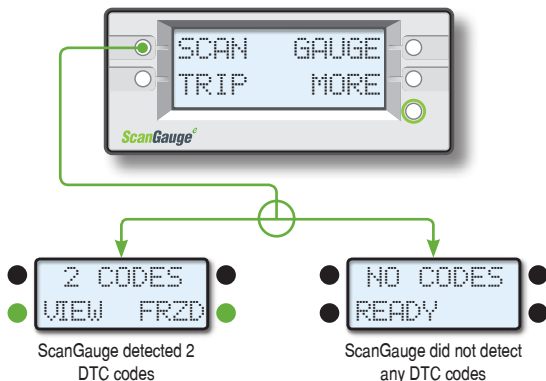 SCAN GAUGE
TRIP MORE
ScanGauge e
2 CODES
VIEW FRZD
ScanGauge detected 2
DTC codes
NO CODES
READY
ScanGauge did not detect
any DTC codes